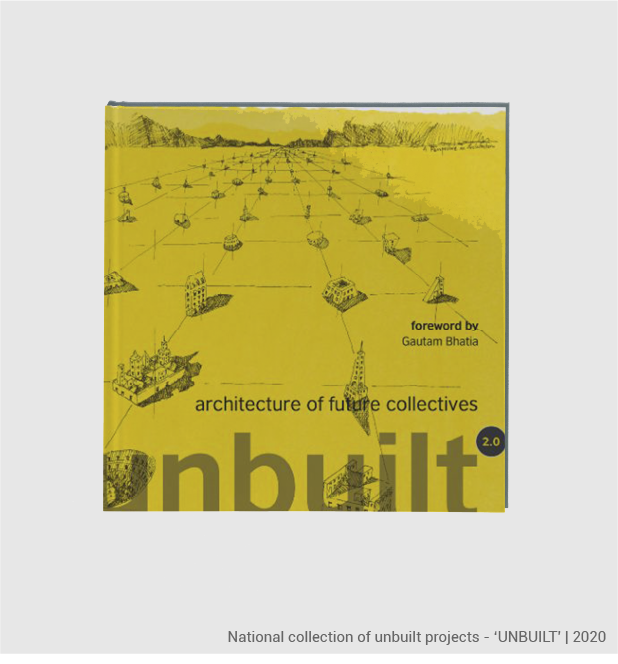 foreword by
Gautam Bhatia
architecture of future collectives
2.0
unbuilt
National collection of unbuilt projects - ‘UNBUILT’ | 2020